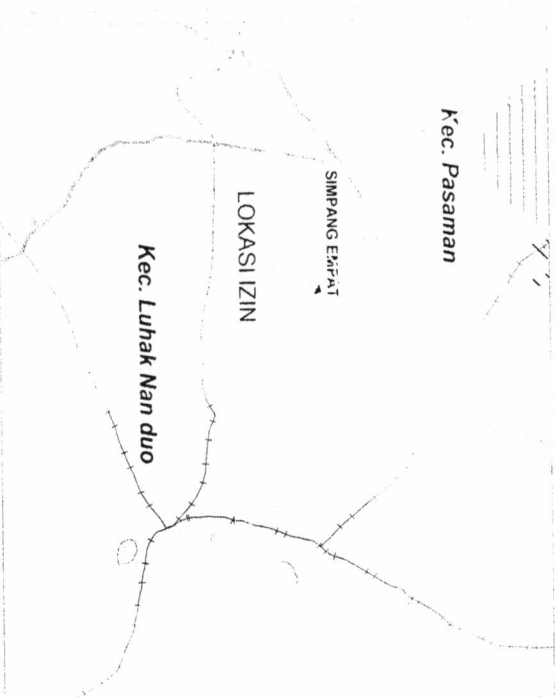 Kec. Pasaman
SIMPANG EMPAT
LOKASI IZIN
Kec. Luhak Nan duo